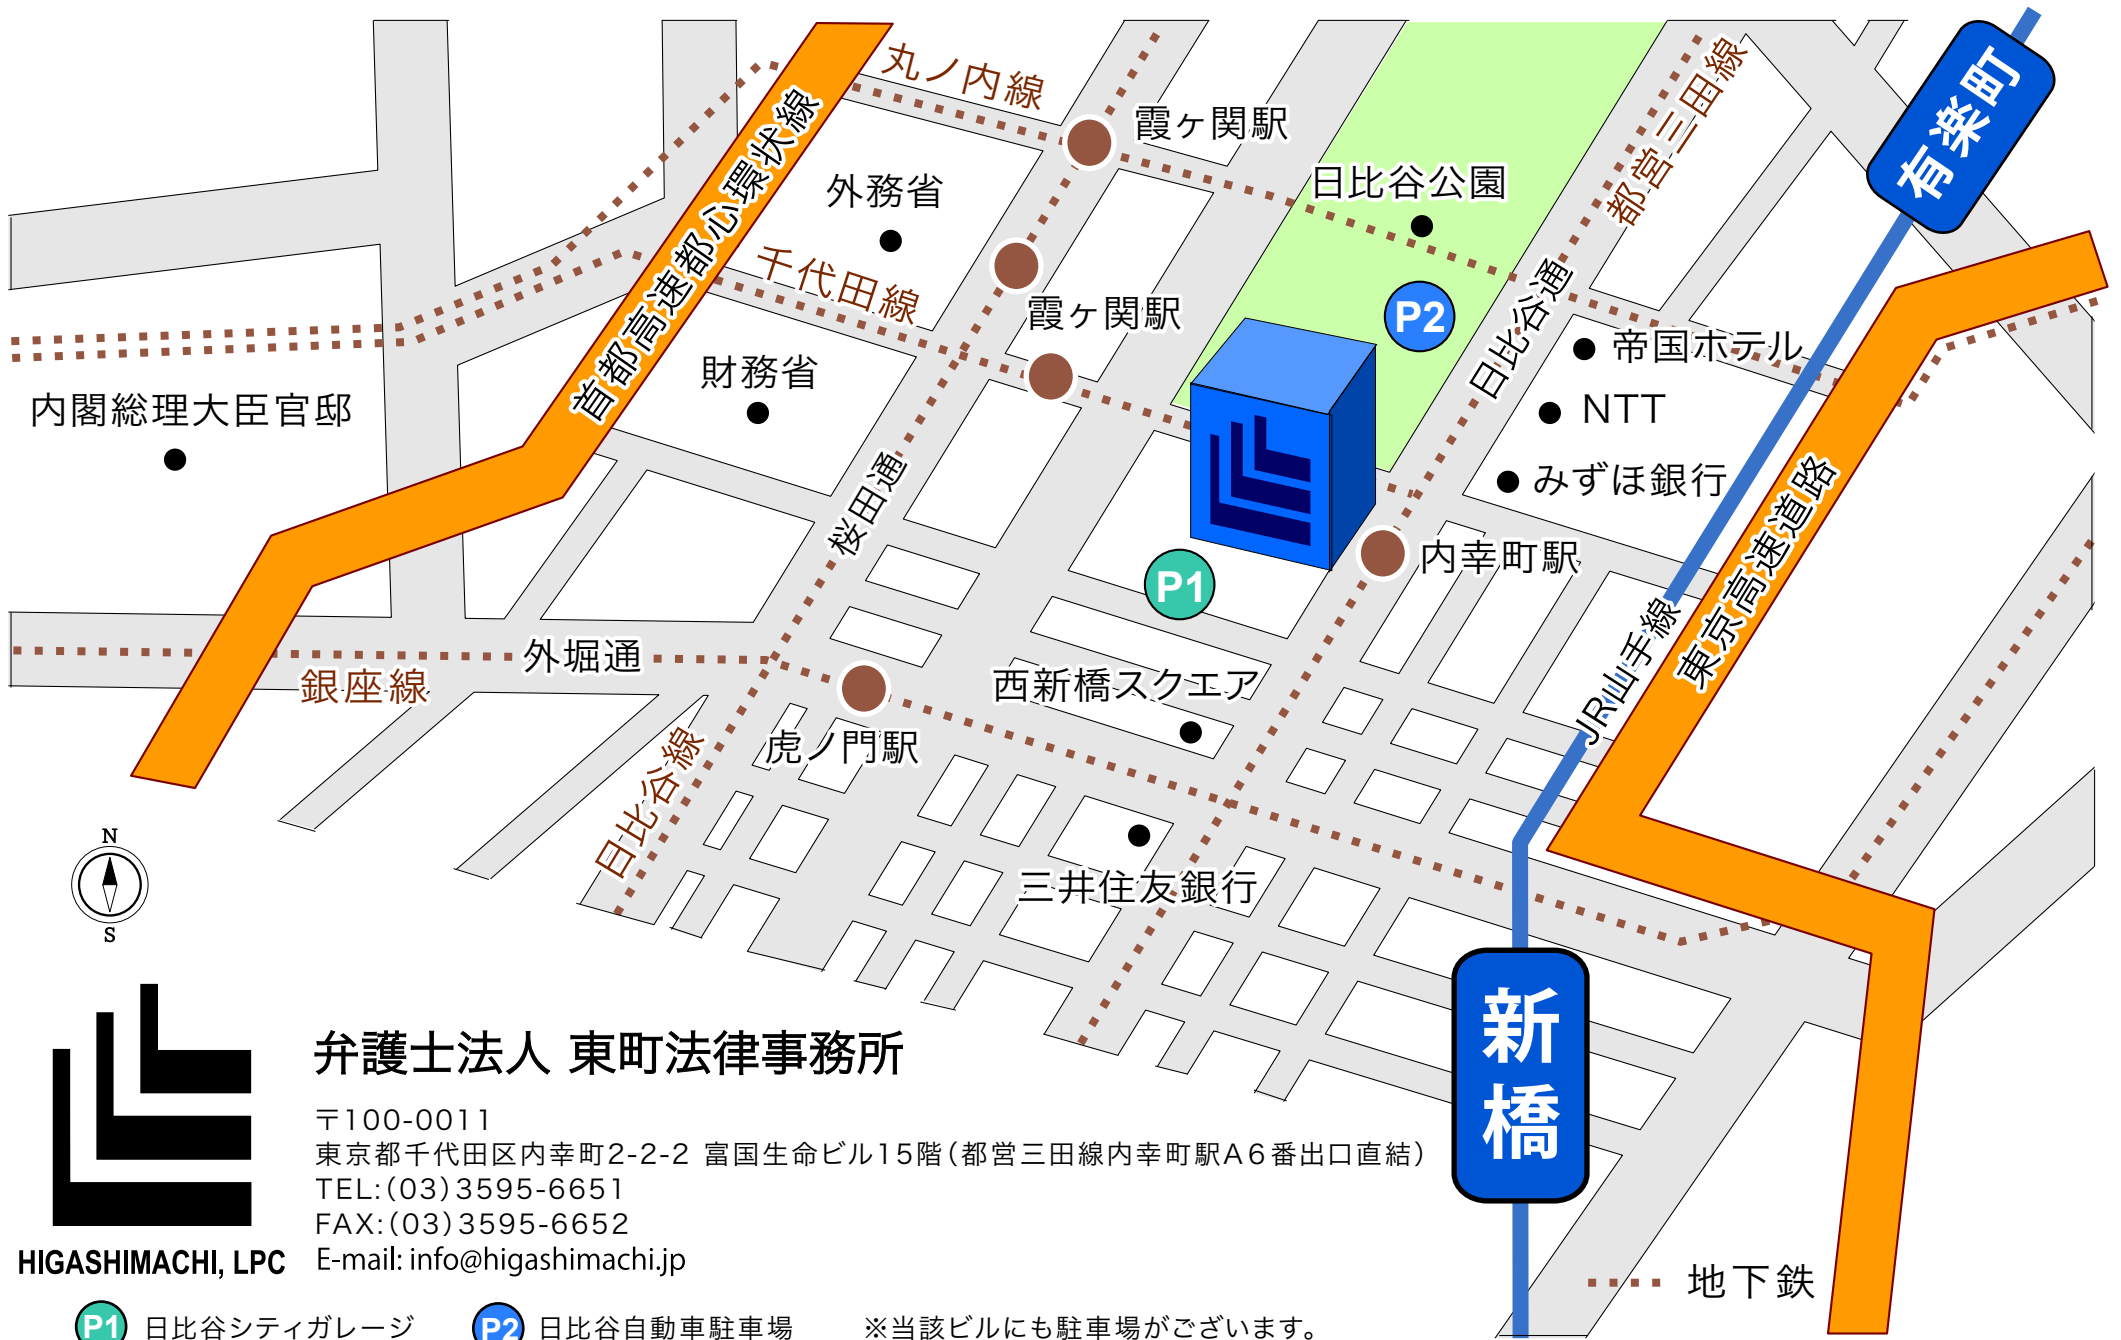 丸ノ内線
霞ヶ関駅
都営三田線
有楽町
外務省
日比谷公園
首都高速都心環状線
千代田線
霞ヶ関駅
P2
日比谷通
帝国ホテル
財務省
NTT
内閣総理大臣官邸
みずほ銀行
桜田通
内幸町駅
東京高速道路
P1
JR山手線
外堀通
銀座線
西新橋スクエア
虎ノ門駅
日比谷線
三井住友銀行
N
S
新橋
弁護士法人 東町法律事務所
〒100-0011
東京都千代田区内幸町2-2-2 富国生命ビル15階(都営三田線内幸町駅A6番出口直結)
TEL:(03)3595-6651
FAX:(03)3595-6652
E-mail: info@higashimachi.jp
HIGASHIMACHI, LPC
地下鉄
P1 日比谷シティガレージ P2 日比谷自動車駐車場 ※当該ビルにも駐車場がございます。